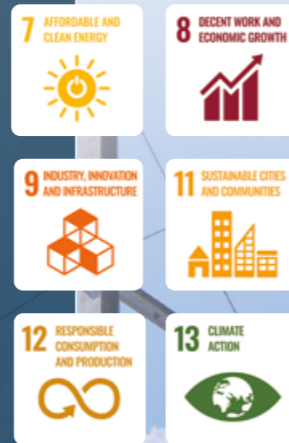 7 AFFORDABLE AND
CLEAN ENERGY
8 DECENT WORK AND
ECONOMIC GROWTH
9 INDUSTRY, INNOVATION
AND INFRASTRUCTURE
11 SUSTAINABLE CITIES
AND COMMUNITIES
12 RESPONSIBLE
CONSUMPTION
AND PRODUCTION
13 CLIMATE
ACTION